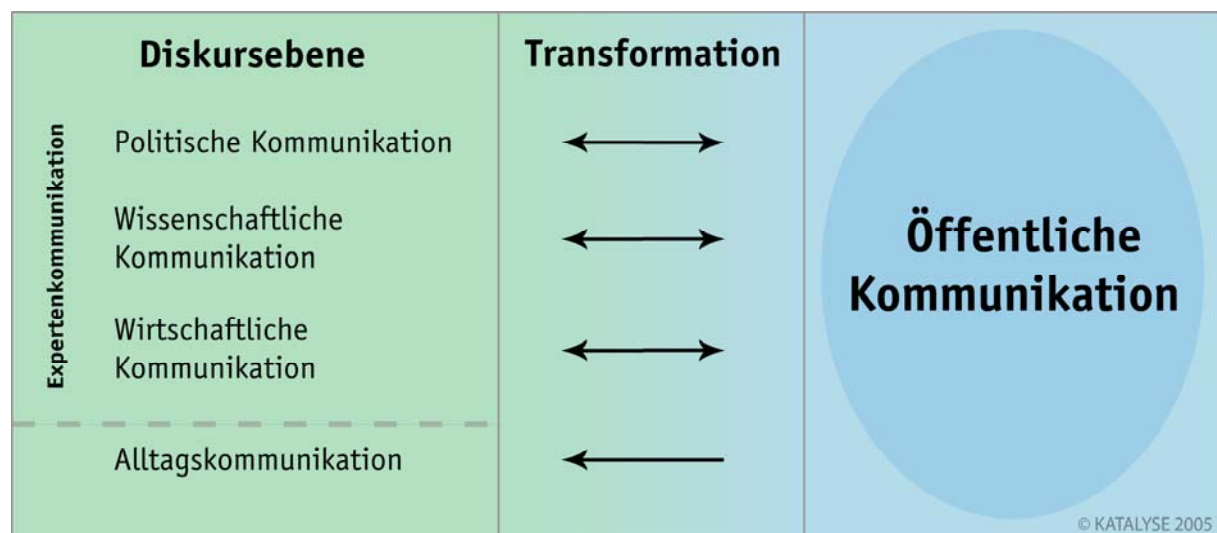 Diskursebene
Transformation
Expertenkommunikation
Politische Kommunikation
Wissenschaftliche
Kommunikation
Wirtschaftliche
Kommunikation
Alltagskommunikation
Öffentliche
Kommunikation
© KATALYSE 2005